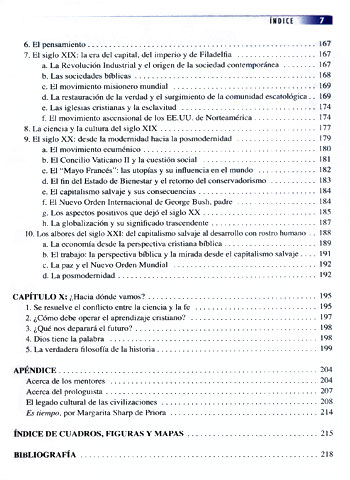 ÍNDICE 7
6. El pensamiento 167
7. El siglo XIX: la era del capital, del imperio y de Filadelfia 167
a. La Revolución Industrial y el origen de la sociedad contemporánea 167
b. Las sociedades bíblicas 168
c. El movimiento misionero mundial 169
d. La restauración de la verdad y el surgimiento de la comunidad escatológica 169
e. Las iglesias cristianas y la esclavitud 174
f. El movimiento ascensional de los EE.UU. de Norteamérica 174
8. La ciencia y la cultura del siglo XIX 177
9. El siglo XX: desde la modernidad hacia la posmodernidad 179
a. El movimiento ecuménico 180
b. El Concilio Vaticano II y la cuestión social 181
c. El “Mayo Francés”: las utopías y su influencia en el mundo 182
d. El fin del Estado de Bienestar y el retorno del conservadorismo 183
e. El capitalismo salvaje y sus consecuencias 184
f. El Nuevo Orden Internacional de George Bush, padre 184
g. Los aspectos positivos que dejó el siglo XX 185
h. La globalización y su significado trascendente 187
10. Los albores del siglo XXI: del capitalismo salvaje al desarrollo con rostro humano 188
a. La economía desde la perspectiva cristiana bíblica 189
b. El trabajo: la perspectiva bíblica y la mirada desde el capitalismo salvaje 191
c. La paz y el Nuevo Orden Mundial 192
d. La posmodernidad 192
CAPÍTULO X: ¿Hacia dónde vamos? 195
1. Se resuelve el conflicto entre la ciencia y la fe 195
2. ¿Cómo debe operar el aprendizaje cristiano? 197
3. ¿Qué nos deparará el futuro? 198
4. Dios tiene la palabra 198
5. La verdadera filosofía de la historia 199
APÉNDICE 204
Acerca de los mentores 204
Acerca del prologuista 207
El legado cultural de las civilizaciones 208
Es tiempo, por Margarita Sharp de Priora 214
ÍNDICE DE CUADROS, FIGURAS Y MAPAS 215
BIBLIOGRAFÍA 218